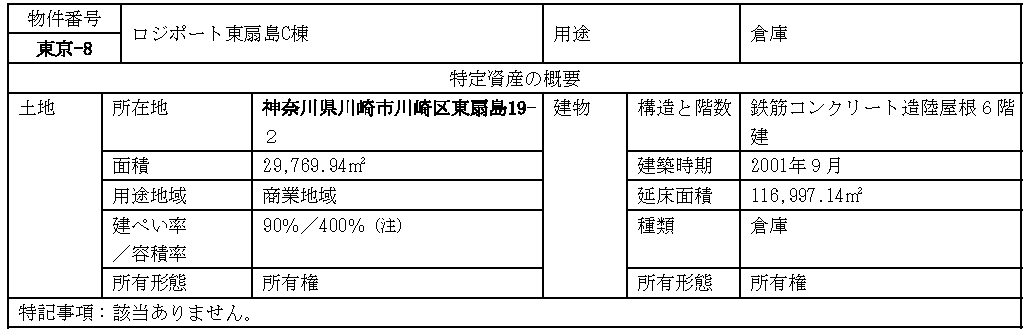 物件番号
東京-8
ロジポート東扇島C棟
用途
倉庫
特定資産の概要
土地
所在地
神奈川県川崎市川崎区東扇島19-
２
面積
29,769.94㎡
用途地域
商業地域
建ぺい率
／容積率
90％／400％（注）
所有形態
所有権
建物
構造と階数
鉄筋コンクリート造陸屋根６階
建
建築時期
2001年９月
延床面積
116,997.14㎡
種類
倉庫
所有形態
所有権
特記事項：該当ありません。